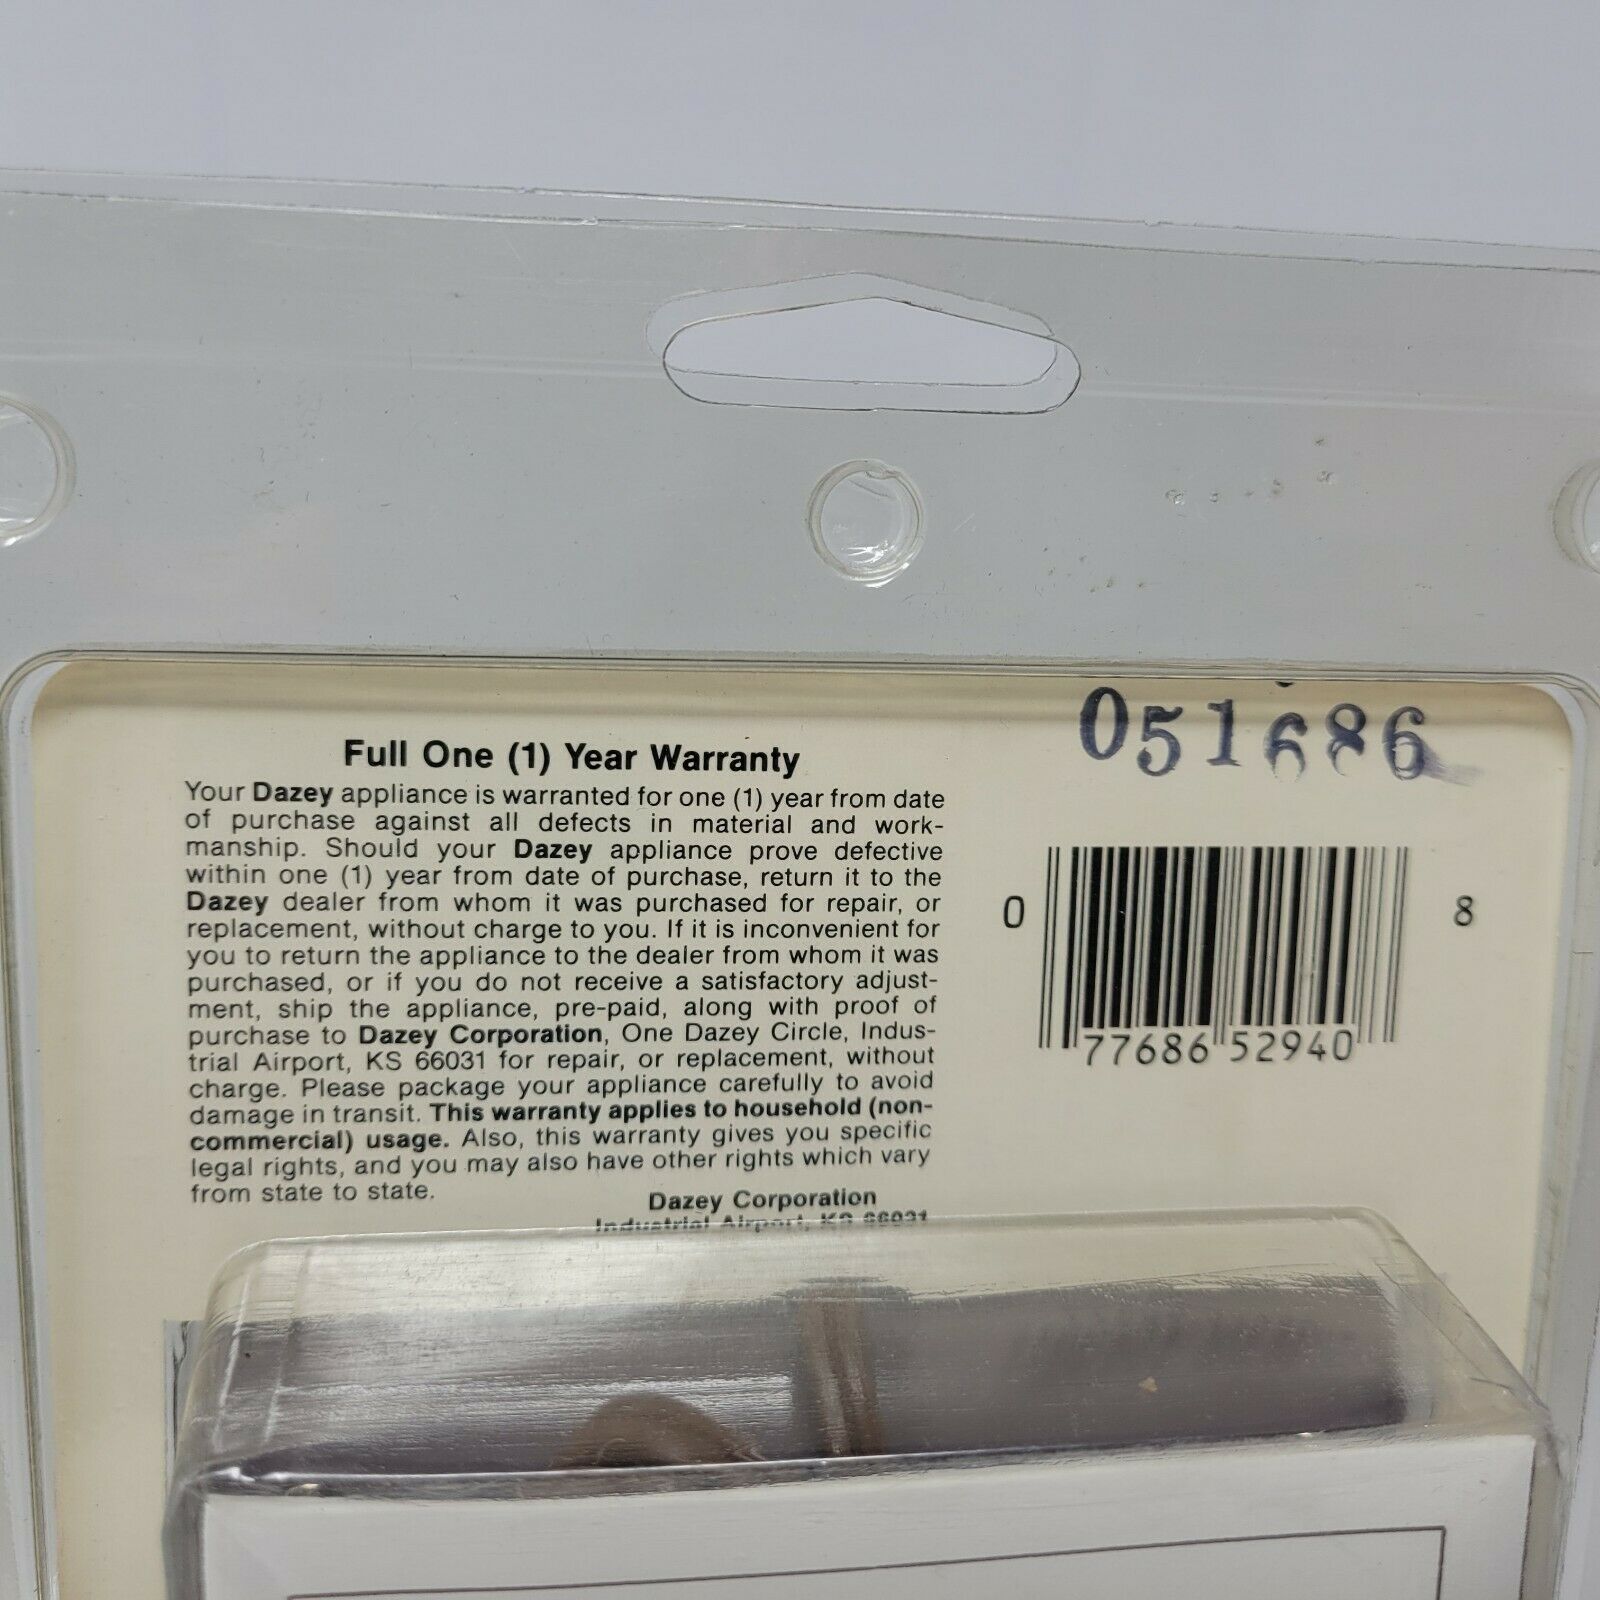 051686
Full One (1) Year Warranty
Your Dazey appliance is warranted for one (1) year from date
of purchase against all defects in material and work-
manship. Should your Dazey appliance prove defective
within one (1) year from date of purchase, return it to the
Dazey dealer from whom it was purchased for repair, or
replacement, without charge to you. If it is inconvenient for
you to return the appliance to the dealer from whom it was
purchased, or if you do not receive a satisfactory adjust-
ment, ship the appliance, pre-paid, along with proof of
purchase to Dazey Corporation, One Dazey Circle, Indus-
trial Airport, KS 66031 for repair, or replacement, without
charge. Please package your appliance carefully to avoid
damage in transit. This warranty applies to household (non-
commercial) usage. Also, this warranty gives you specific
legal rights, and you may also have other rights which vary
from state to state.
Dazey Corporation
Industrial Airport, KS 66031
0 77686 52940 8